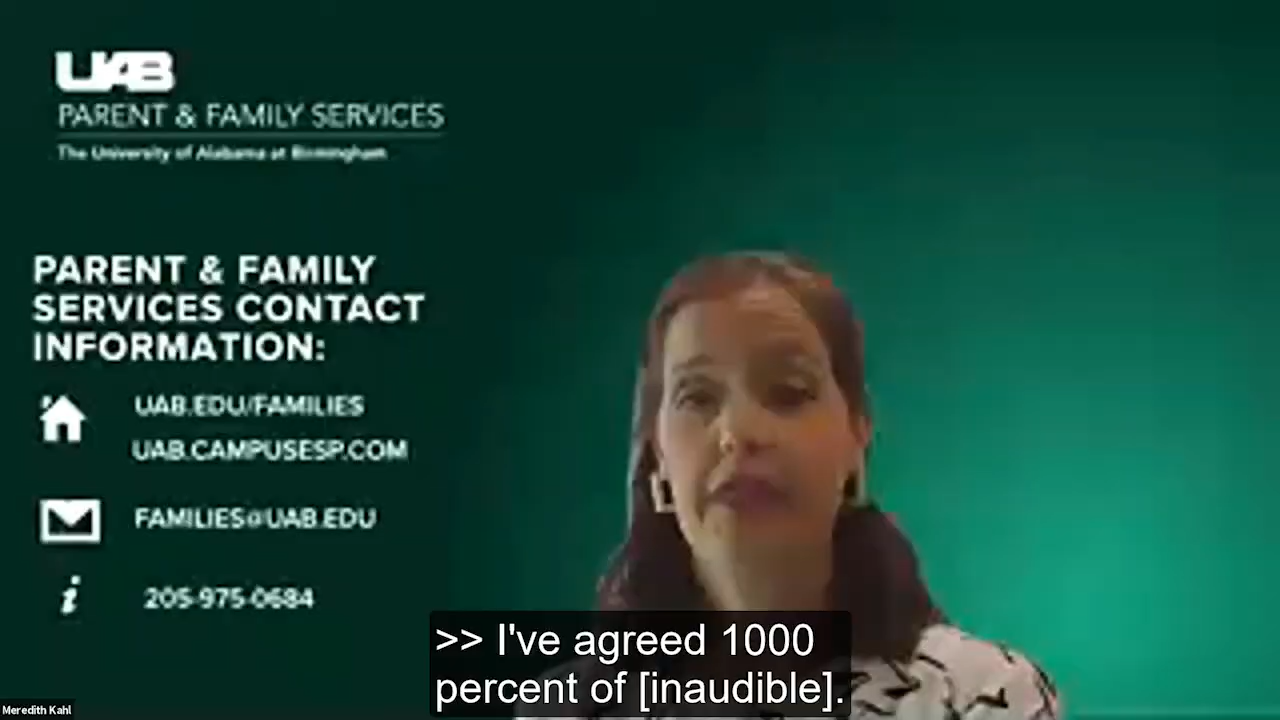 UAB
PARENT & FAMILY SERVICES
The University of Alabama at Birmingham
PARENT & FAMILY
SERVICES CONTACT
INFORMATION:
UAB.EDU/FAMILIES
UAB.CAMPUSESP.COM
FAMILIES@UAB.EDU
i 205-975-0684
>> I've agreed 1000
percent of [inaudible].
Meredith Kahl